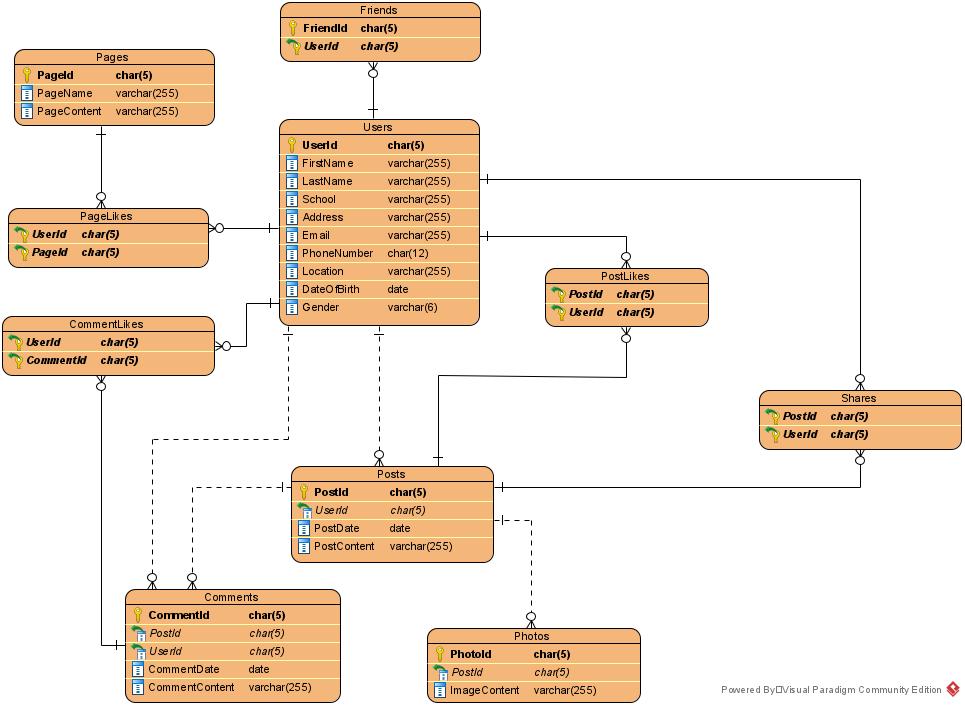 Friends
FriendId char(5)
UserId char(5)
Pages
PageId char(5)
PageName varchar(255)
PageContent varchar(255)
Users
UserId char(5)
FirstName varchar(255)
LastName varchar(255)
School varchar(255)
Address varchar(255)
Email varchar(255)
PhoneNumber char(12)
Location varchar(255)
DateOfBirth date
Gender varchar(6)
PageLikes
UserId char(5)
PageId char(5)
PostLikes
PostId char(5)
UserId char(5)
CommentLikes
UserId char(5)
CommentId char(5)
Shares
PostId char(5)
UserId char(5)
Posts
PostId char(5)
UserId char(5)
PostDate date
PostContent varchar(255)
Comments
CommentId char(5)
PostId char(5)
UserId char(5)
CommentDate date
CommentContent varchar(255)
Photos
PhotoId char(5)
PostId char(5)
ImageContent varchar(255)
Powered By Visual Paradigm Community Edition